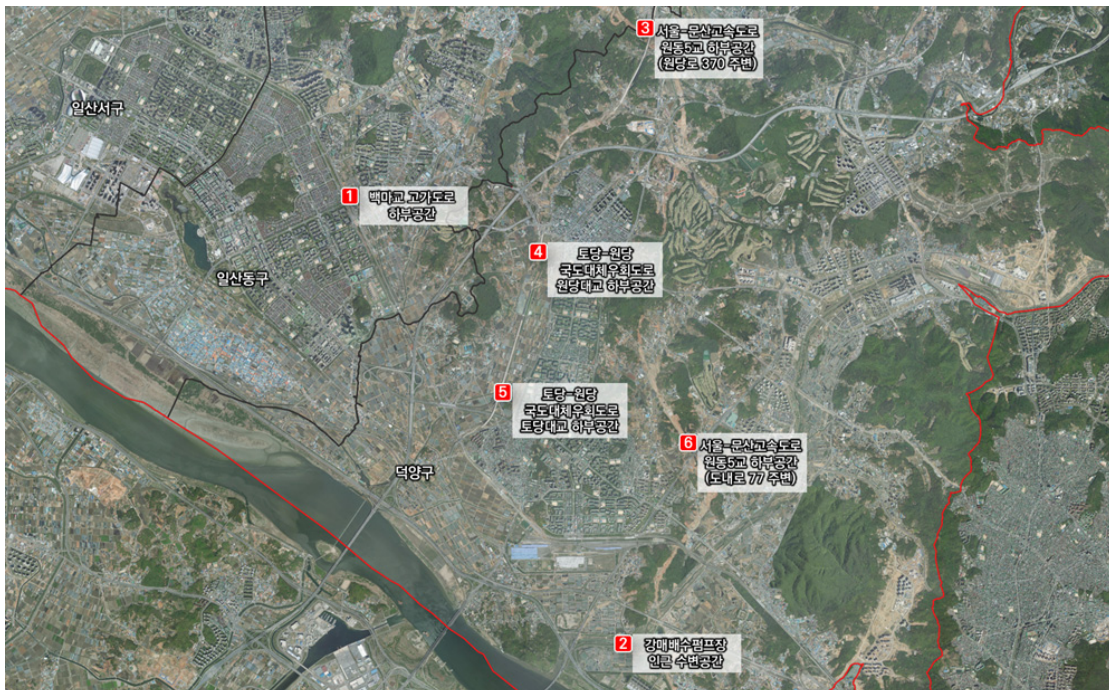 3
서울-문산고속도로
원동5교 하부공간
(원당로 370 주변)
일산서구
1
백마교 고가도로
하부공간
4
토당-원당
국도대체우회도로
원당대교 하부공간
일산동구
5
토당-원당
국도대체우회도로
토당대교 하부공간
6
서울-문산고속도로
원동5교 하부공간
(도내로 77 주변)
덕양구
2
강매배수펌프장
인근 수변공간